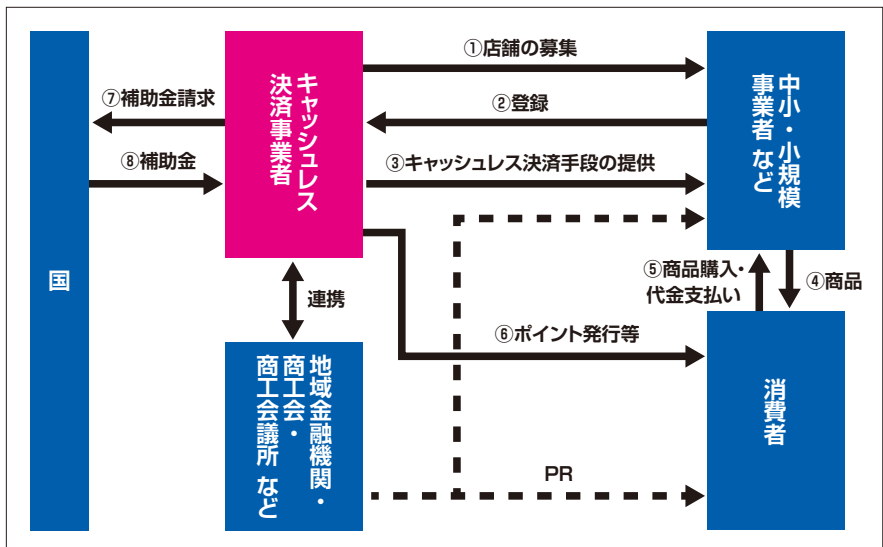 国
⑦補助金請求
⑧補助金
キャッシュレス
決済事業者
①店舗の募集
②登録
③キャッシュレス決済手段の提供
中小・小規模
事業者 など
⑤商品購入・
代金支払い
④商品
連携
⑥ポイント発行等
地域金融機関・
商工会・
商工会議所 など
PR
消費者